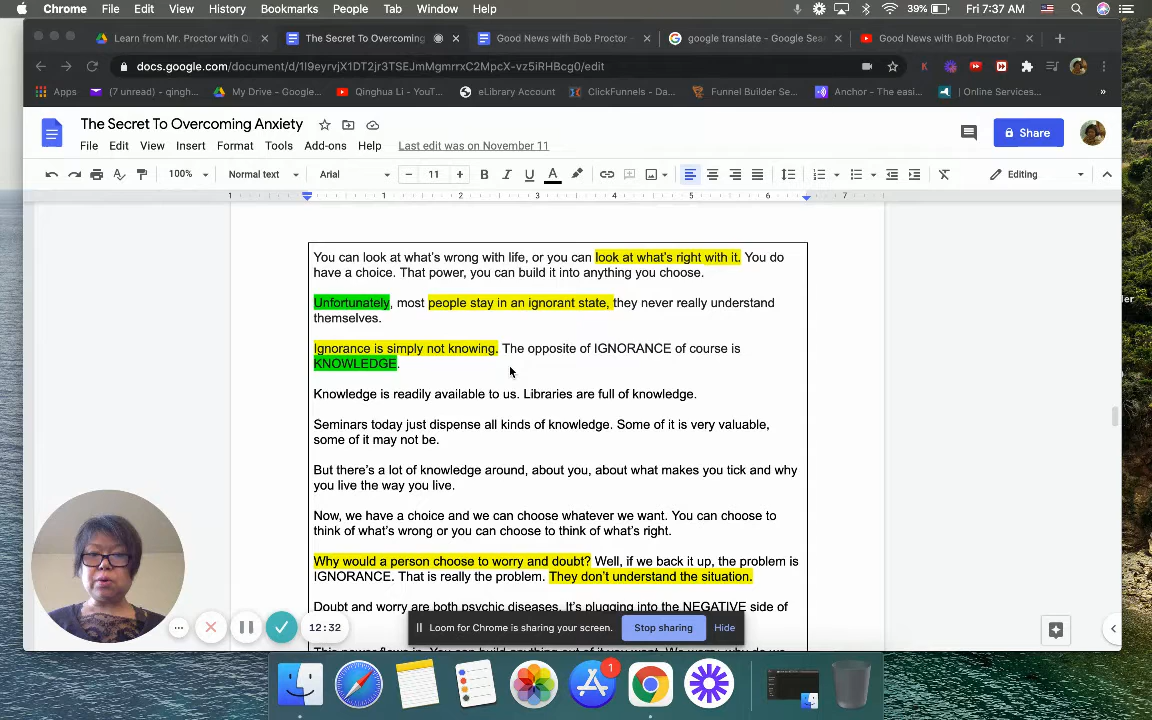 Chrome File Edit View History Bookmarks People Tab Window Help 39% Fri 7:37 AM
Learn from Mr. Proctor with Q The Secret To Overcoming Good News with Bob Proctor - google translate - Google Sea Good News with Bob Proctor -
docs.google.com/document/d/1I9eyrvjX1DT2jr3TSEJmMgmrrxC2MpcX-vz5iRHBcg0/edit
Apps (7 unread) - qingh... My Drive - Google... Qinghua Li - YouT... eLibrary Account ClickFunnels - Da... Funnel Builder Se... Anchor - The easi... | Online Services... »
The Secret To Overcoming Anxiety
Share
File Edit View Insert Format Tools Add-ons Help Last edit was on November 11
100% Normal text Arial 11 B I U A Editing
1 1 2 3 4 5 6 7
You can look at what's wrong with life, or you can look at what's right with it. You do
have a choice. That power, you can build it into anything you choose.
Unfortunately, most people stay in an ignorant state, they never really understand
themselves.
Ignorance is simply not knowing. The opposite of IGNORANCE of course is
KNOWLEDGE.
Knowledge is readily available to us. Libraries are full of knowledge.
Seminars today just dispense all kinds of knowledge. Some of it is very valuable,
some of it may not be.
But there's a lot of knowledge around, about you, about what makes you tick and why
you live the way you live.
Now, we have a choice and we can choose whatever we want. You can choose to
think of what's wrong or you can choose to think of what's right.
Why would a person choose to worry and doubt? Well, if we back it up, the problem is
IGNORANCE. That is really the problem. They don't understand the situation.
Doubt and worry are both psychic diseases. It's plugging into the NEGATIVE side of
12:32
Loom for Chrome is sharing your screen. Stop sharing Hide
1